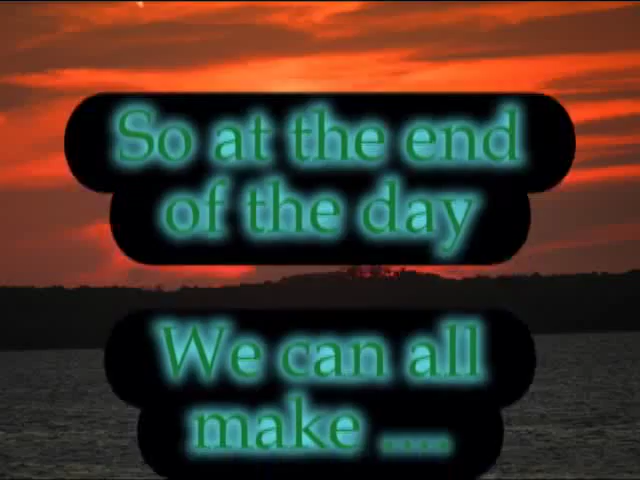 So at the end
of the day
We can all
make ....